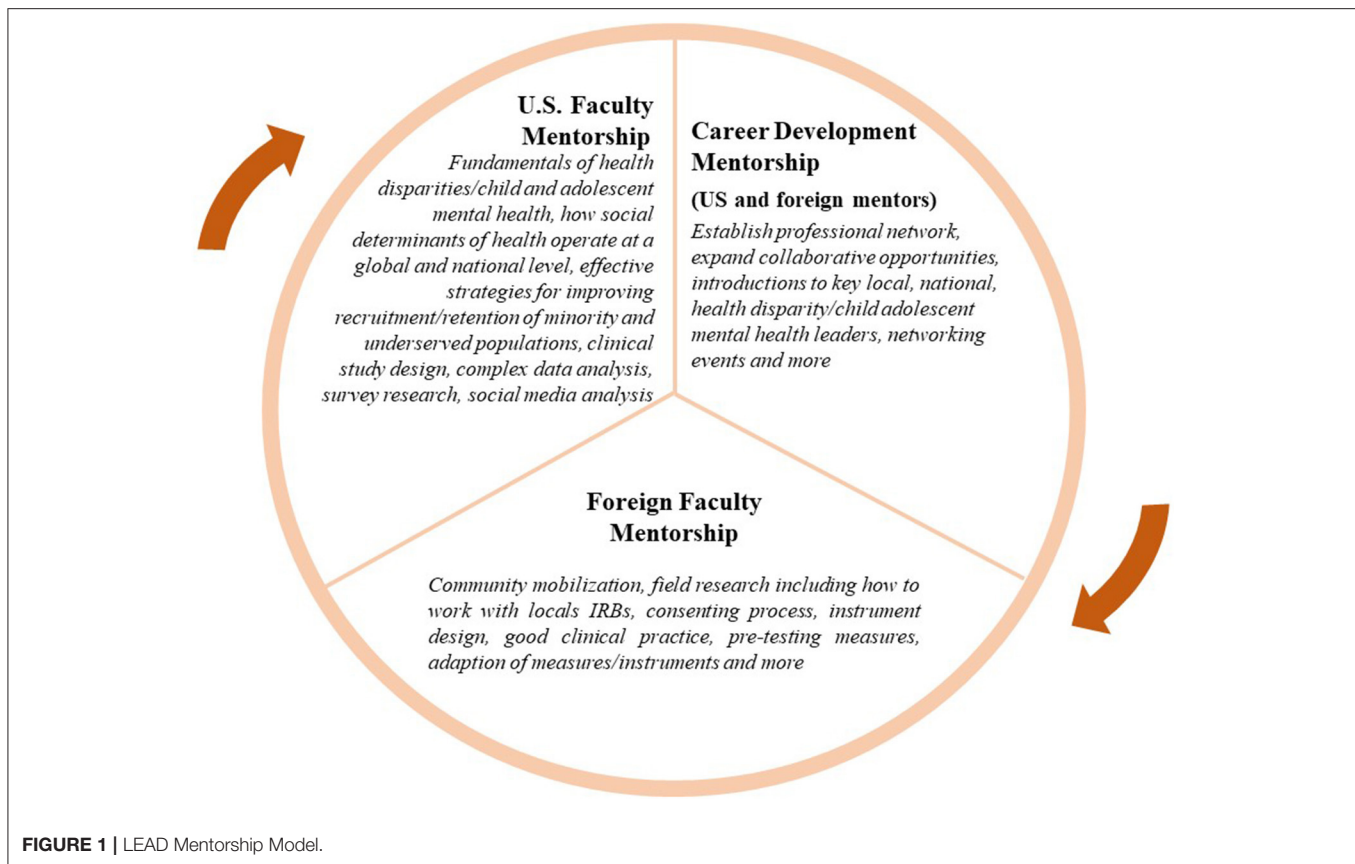 U.S. Faculty
Mentorship
Fundamentals of health
disparities/child and adolescent
mental health, how social
determinants of health operate at a
global and national level, effective
strategies for improving
recruitment/retention of minority and
underserved populations, clinical
study design, complex data analysis,
survey research, social media analysis
Career Development
Mentorship
(US and foreign mentors)
Establish professional network,
expand collaborative opportunities,
introductions to key local, national,
health disparity/child adolescent
mental health leaders, networking
events and more
Foreign Faculty
Mentorship
Community mobilization, field research including how to
work with locals IRBs, consenting process, instrument
design, good clinical practice, pre-testing measures,
adaption of measures/instruments and more
FIGURE 1 | LEAD Mentorship Model.